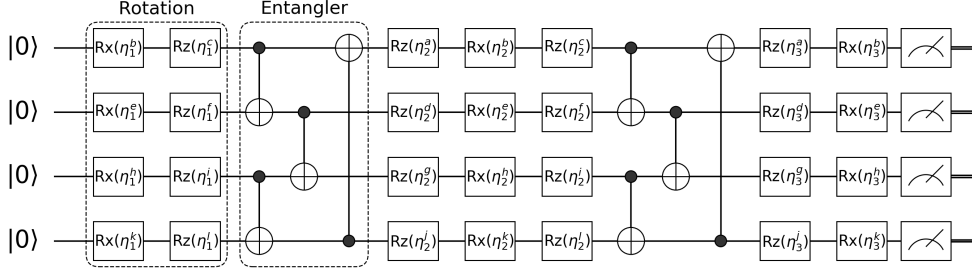 Rotation Entangler
|0⟩ Rx(η₁ᵇ) Rz(η₁ᶜ) Rz(η₂ᵃ) Rx(η₂ᵇ) Rz(η₂ᶜ) Rz(η₃ᵃ) Rx(η₃ᵇ)
|0⟩ Rx(η₁ᵉ) Rz(η₁ᶠ) Rz(η₂ᵈ) Rx(η₂ᵉ) Rz(η₂ᶠ) Rz(η₃ᵈ) Rx(η₃ᵉ)
|0⟩ Rx(η₁ʰ) Rz(η₁ⁱ) Rz(η₂ᵍ) Rx(η₂ʰ) Rz(η₂ⁱ) Rz(η₃ᵍ) Rx(η₃ʰ)
|0⟩ Rx(η₁ᵏ) Rz(η₁ˡ) Rz(η₂ʲ) Rx(η₂ᵏ) Rz(η₂ˡ) Rz(η₃ʲ) Rx(η₃ᵏ)